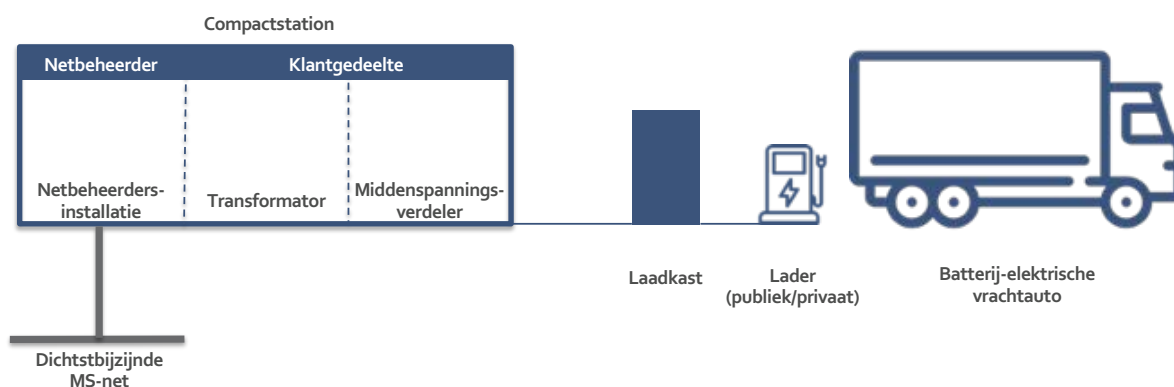 Compactstation
Netbeheerder
Klantgedeelte
Netbeheerders-
installatie
Transformator
Middenspannings-
verdeler
Laadkast
Lader
(publiek/privaat)
Batterij-elektrische
vrachtauto
Dichtstbijzijnde
MS-net